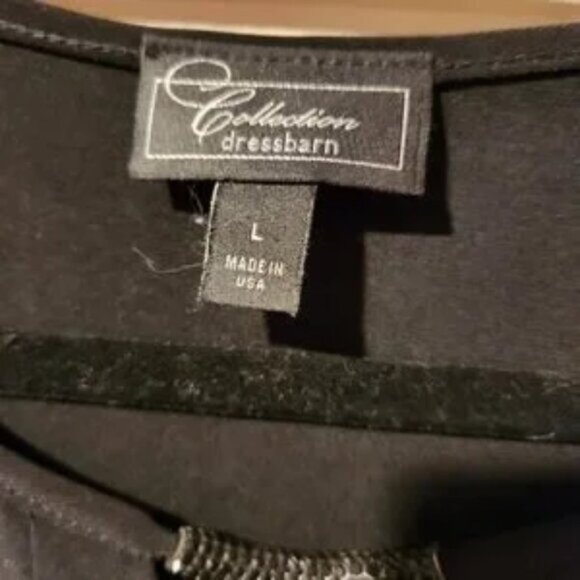 Collection
dressbarn
L
MADE IN
USA